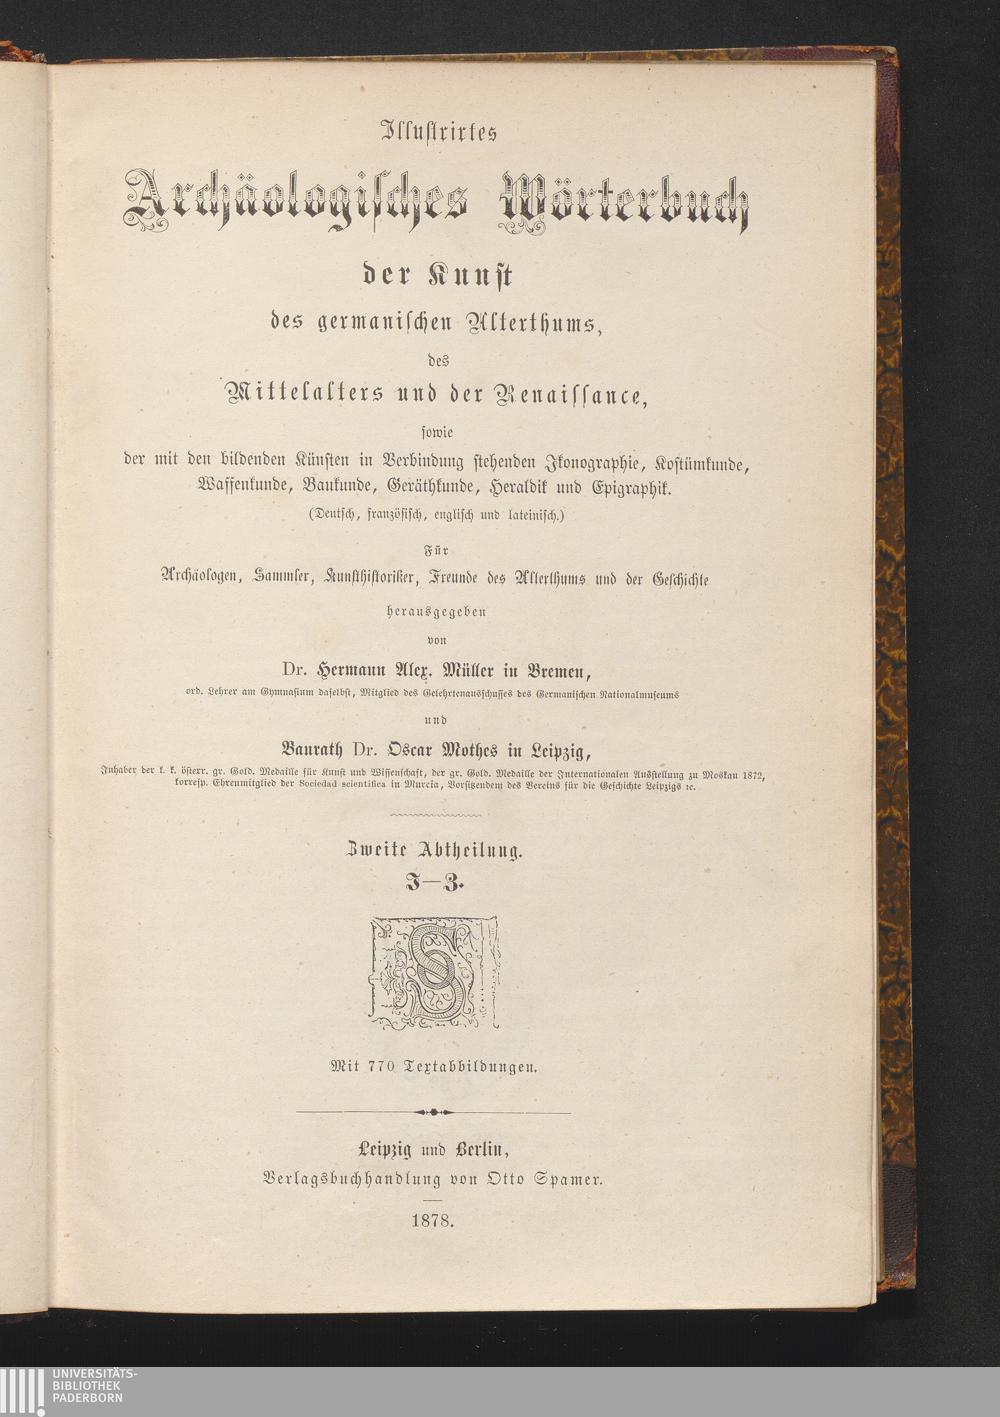 Illustrirtes
Archäologisches Wörterbuch
der Kunst
des germanischen Alterthums,
des
Mittelalters und der Renaissance,
sowie
der mit den bildenden Künsten in Verbindung stehenden Ikonographie, Kostümkunde,
Waffenkunde, Baukunde, Geräthkunde, Heraldik und Epigraphik.
(Deutsch, französisch, englisch und lateinisch.)
Für
Archäologen, Sammler, Kunsthistoriker, Freunde des Alterthums und der Geschichte
herausgegeben
von
Dr. Hermann Alex. Müller in Bremen,
ord. Lehrer am Gymnasium daselbst, Mitglied des Gelehrtenausschusses des Germanischen Nationalmuseums
und
Baurath Dr. Oscar Mothes in Leipzig,
Inhaber der k. k. österr. gr. Gold. Medaille für Kunst und Wissenschaft, der gr. Gold. Medaille der Internationalen Ausstellung zu Moskau 1872,
korresp. Ehrenmitglied der Sociedad scientifica in Murcia, Vorsitzendem des Vereins für die Geschichte Leipzigs ꝛc.
Zweite Abtheilung.
I—Z.
OS
Mit 770 Textabbildungen.
Leipzig und Berlin,
Verlagsbuchhandlung von Otto Spamer.
1878.
UNIVERSITÄTS-
BIBLIOTHEK
PADERBORN